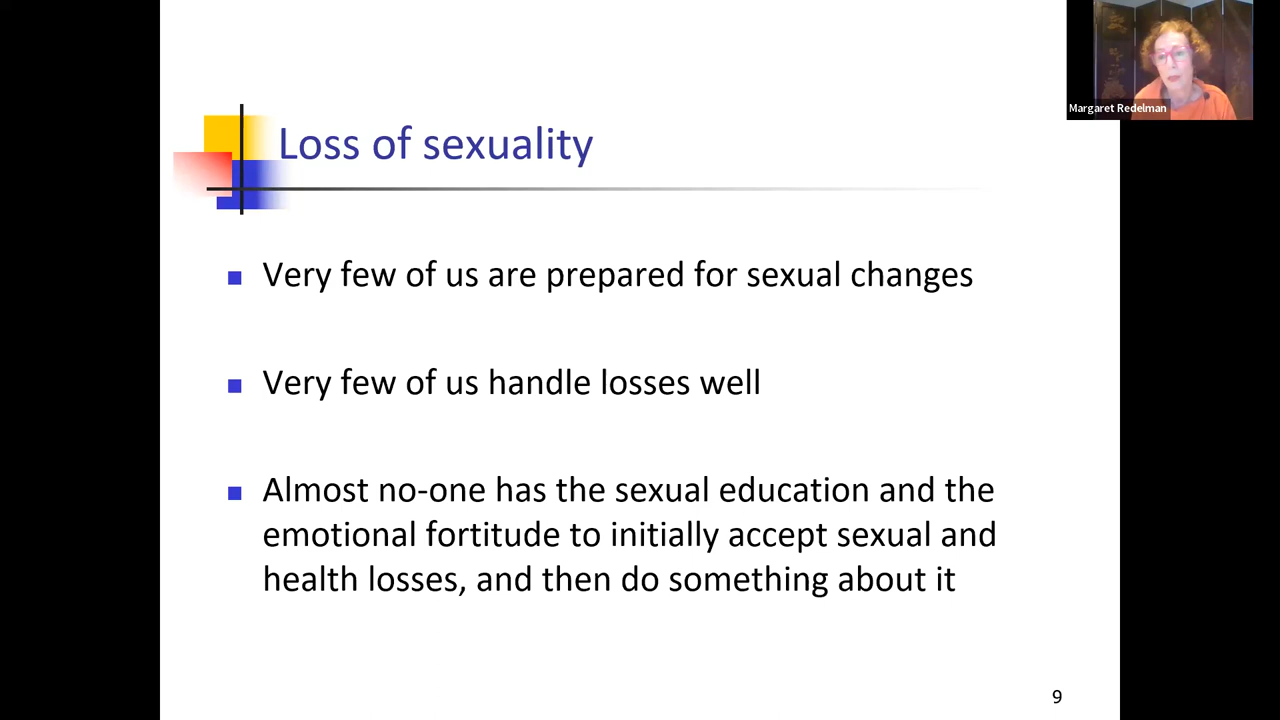 Margaret Redelman
Loss of sexuality
Very few of us are prepared for sexual changes
Very few of us handle losses well
Almost no-one has the sexual education and the
emotional fortitude to initially accept sexual and
health losses, and then do something about it
9